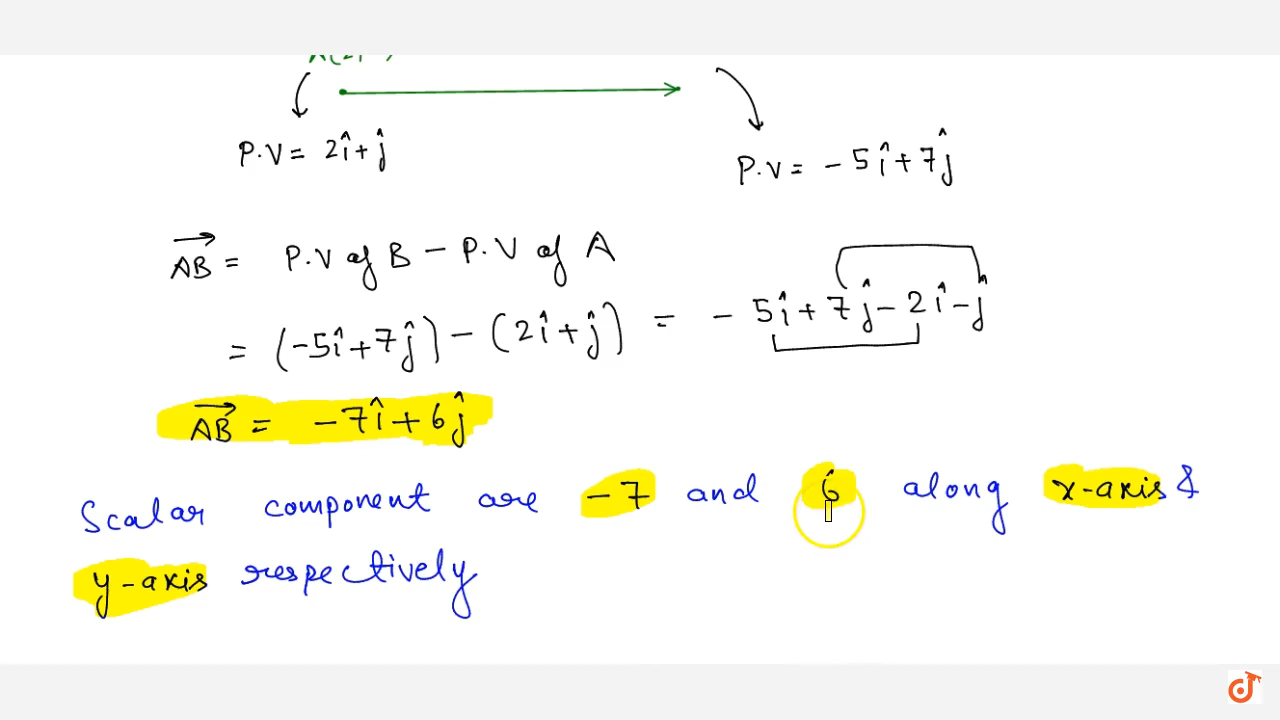 P.V = 2î+ĵ
P.V = -5î+7ĵ
AB = P.V of B - P.V of A
= (-5î+7ĵ) - (2î+ĵ) = -5î+7ĵ-2î-ĵ
AB = -7î+6ĵ
Scalar component are -7 and 6 along x-axis &
y-axis respectively